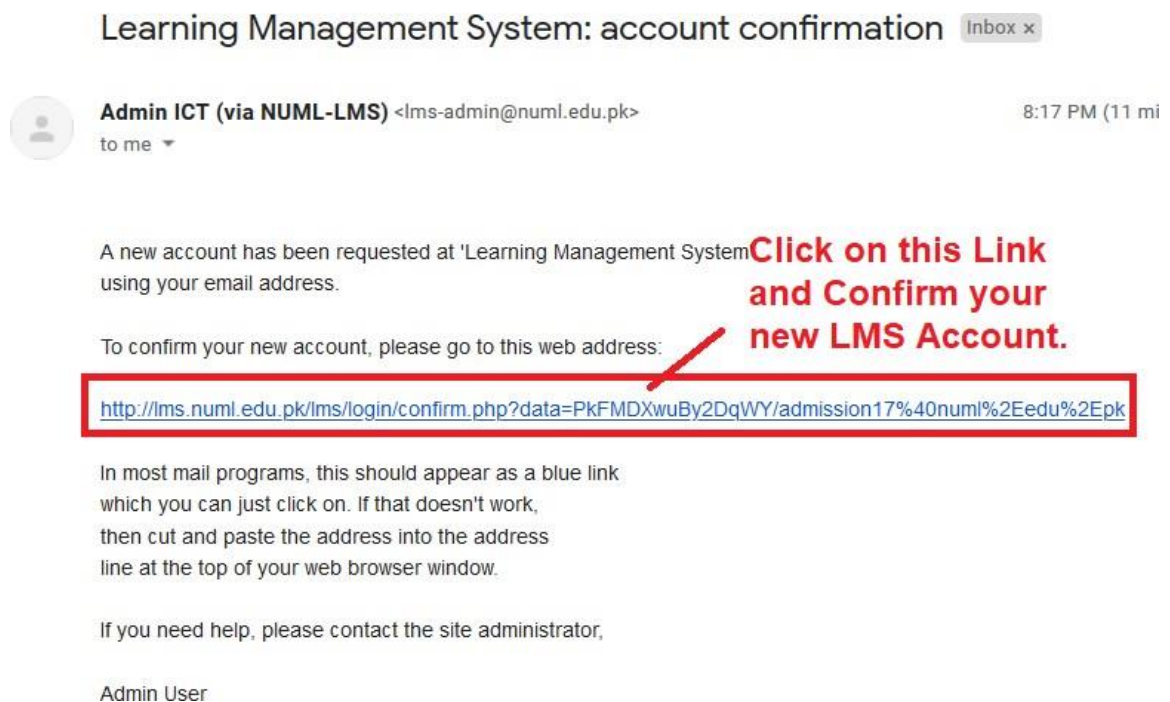 Learning Management System: account confirmation Inbox x
Admin ICT (via NUML-LMS) <lms-admin@numl.edu.pk> 8:17 PM (11 mi
to me
A new account has been requested at 'Learning Management System
using your email address.
Click on this Link
and Confirm your
new LMS Account.
To confirm your new account, please go to this web address:
http://lms.numl.edu.pk/lms/login/confirm.php?data=PkFMDXwuBy2DqWY/admission17%40numl%2Eedu%2Epk
In most mail programs, this should appear as a blue link
which you can just click on. If that doesn't work,
then cut and paste the address into the address
line at the top of your web browser window.
If you need help, please contact the site administrator,
Admin User